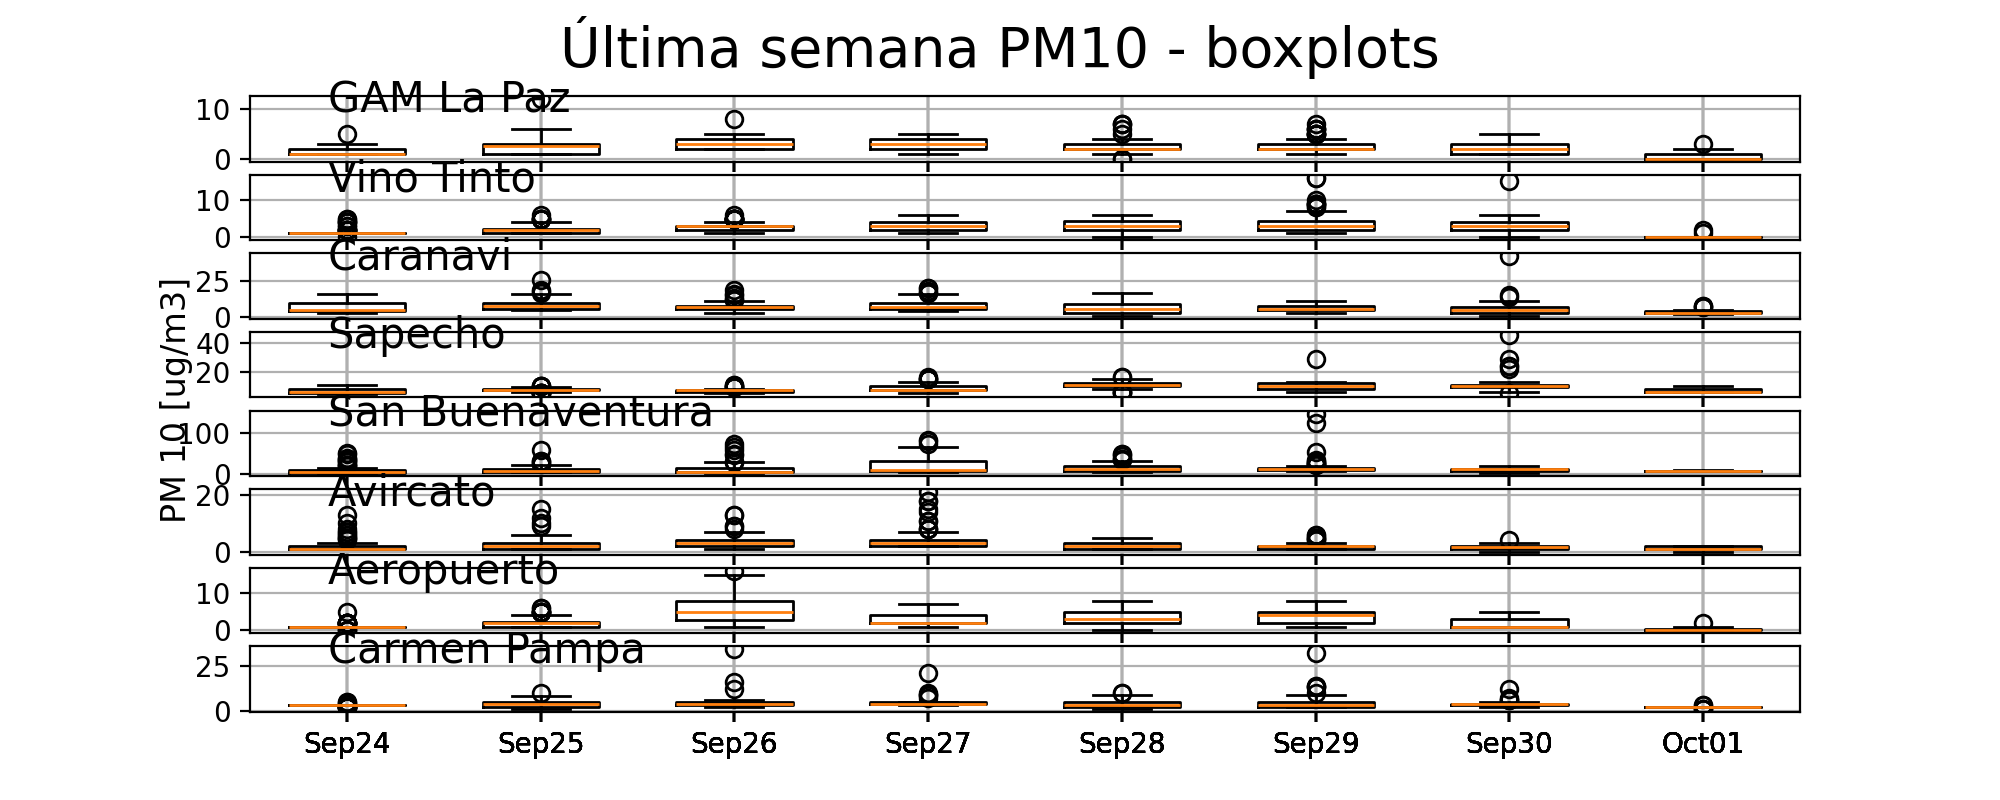 Última semana PM10 - boxplots
GAM La Paz
10
0
Vino Tinto
10
0
Caranavi
25
0
Sapecho
40
20
San Buenaventura
100
0
Avircato
20
0
Aeropuerto
10
0
Carmen Pampa
25
0
PM 10 [ug/m3]
Sep24 Sep25 Sep26 Sep27 Sep28 Sep29 Sep30 Oct01